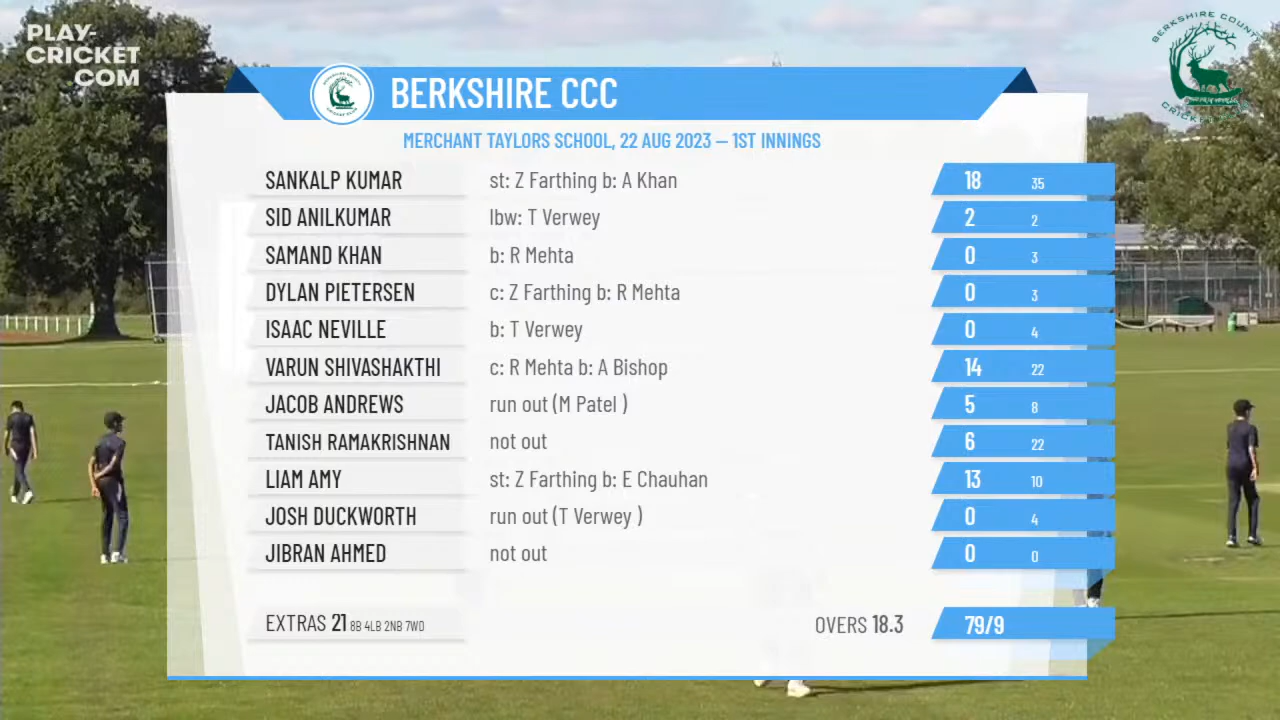 PLAY-
CRICKET
COM
BERKSHIRE COUNTY
BERKSHIRE CCC
MERCHANT TAYLORS SCHOOL, 22 AUG 2023 – 1ST INNINGS
SANKALP KUMAR st: Z Farthing b: A Khan 18 35
SID ANILKUMAR lbw: T Verwey 2 2
SAMAND KHAN b: R Mehta 0 3
DYLAN PIETERSEN c: Z Farthing b: R Mehta 0 3
ISAAC NEVILLE b: T Verwey 0 4
VARUN SHIVASHAKTHI c: R Mehta b: A Bishop 14 22
JACOB ANDREWS run out (M Patel ) 5 8
TANISH RAMAKRISHNAN not out 6 22
LIAM AMY st: Z Farthing b: E Chauhan 13 10
JOSH DUCKWORTH run out (T Verwey ) 0 4
JIBRAN AHMED not out 0 0
EXTRAS 21 8B 4LB 2NB 7WD OVERS 18.3 79/9